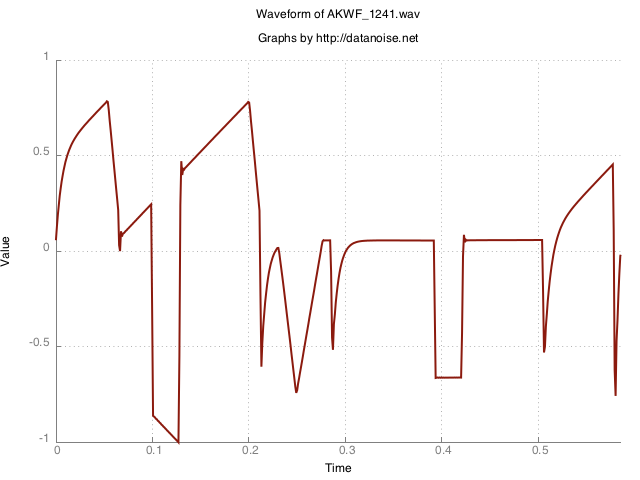 Waveform of AKWF_1241.wav
Graphs by http://datanoise.net
1
0.5
0
-0.5
-1
Value
0 0.1 0.2 0.3 0.4 0.5
Time